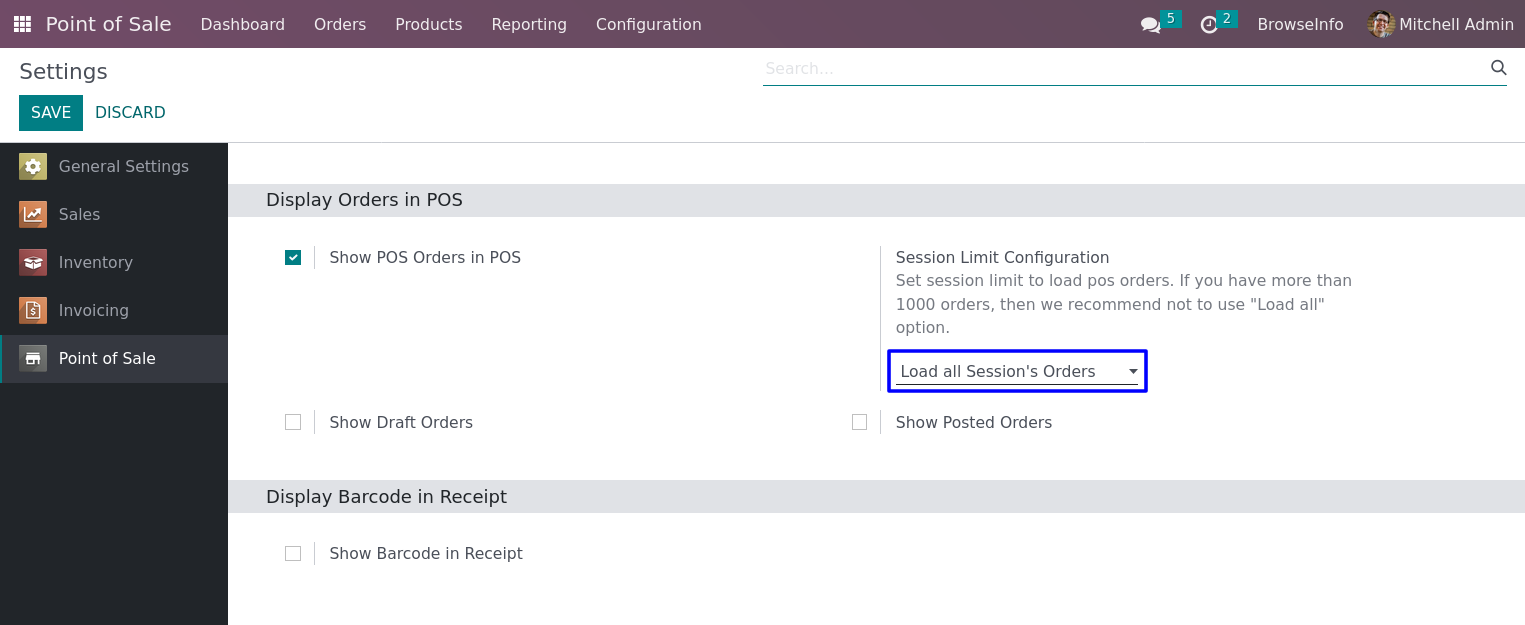 Point of Sale Dashboard Orders Products Reporting Configuration 5 2 BrowseInfo Mitchell Admin
Settings
Search...
SAVE DISCARD
General Settings
Sales
Inventory
Invoicing
Point of Sale
Display Orders in POS
Show POS Orders in POS
Session Limit Configuration
Set session limit to load pos orders. If you have more than
1000 orders, then we recommend not to use "Load all"
option.
Load all Session's Orders
Show Draft Orders
Show Posted Orders
Display Barcode in Receipt
Show Barcode in Receipt